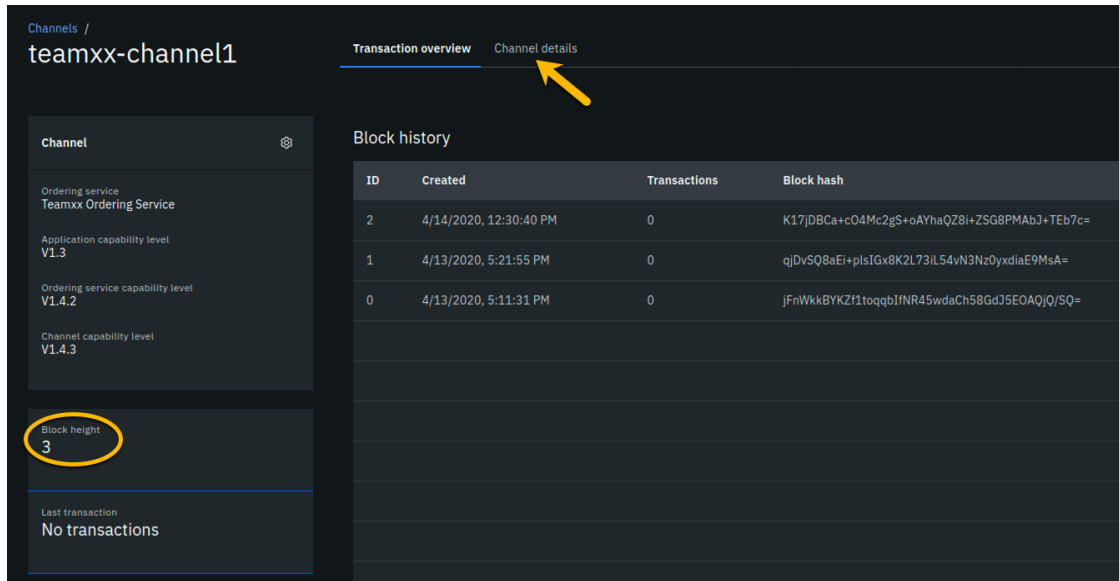 Channels /
teamxx-channel1
Transaction overview Channel details
Channel
Ordering service
Teamxx Ordering Service
Application capability level
V1.3
Ordering service capability level
V1.4.2
Channel capability level
V1.4.3
Block height
3
Last transaction
No transactions
Block history
ID Created Transactions Block hash
2 4/14/2020, 12:30:40 PM 0 K17jDBCa+cO4Mc2gS+oAYhaQZ8i+ZSG8PMAbJ+TEb7c=
1 4/13/2020, 5:21:55 PM 0 qjDvSQ8aEi+plsIGx8K2L73iL54vN3Nz0yxdiaE9MsA=
0 4/13/2020, 5:11:31 PM 0 jFnWkkBYKZf1toqqbIfNR45wdaCh58GdJ5EOAQjQ/SQ=